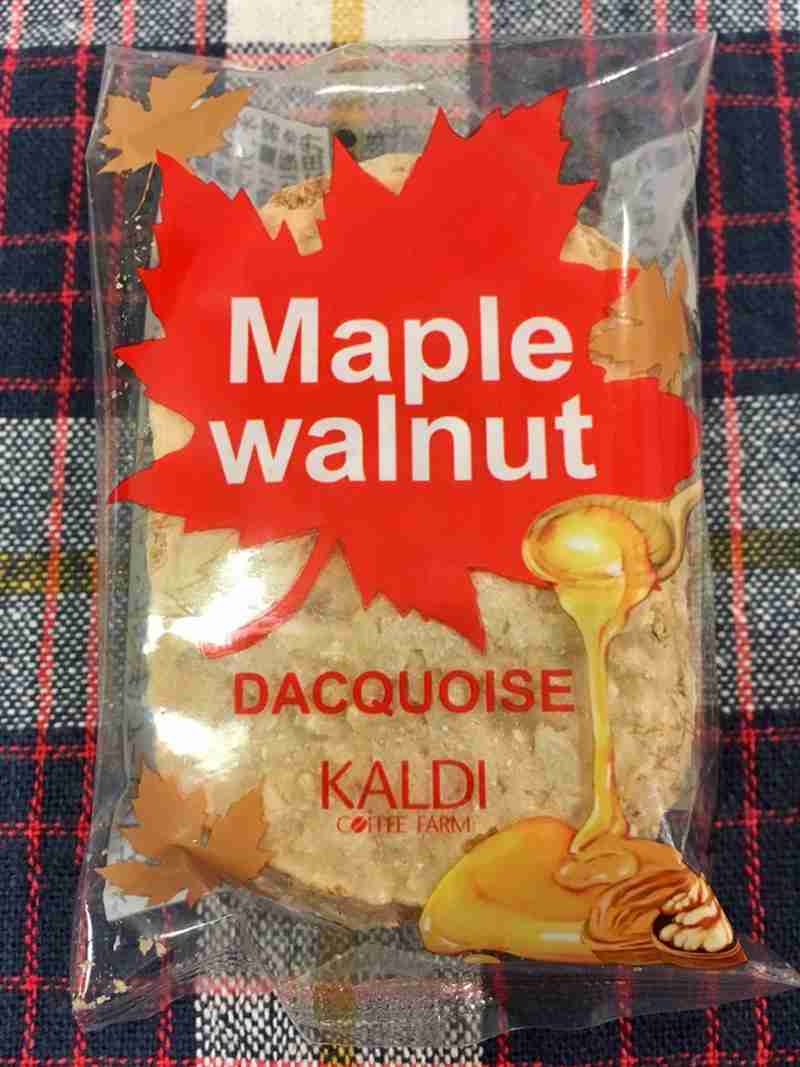 Maple
walnut
DACQUOISE
KALDI
COFFEE FARM